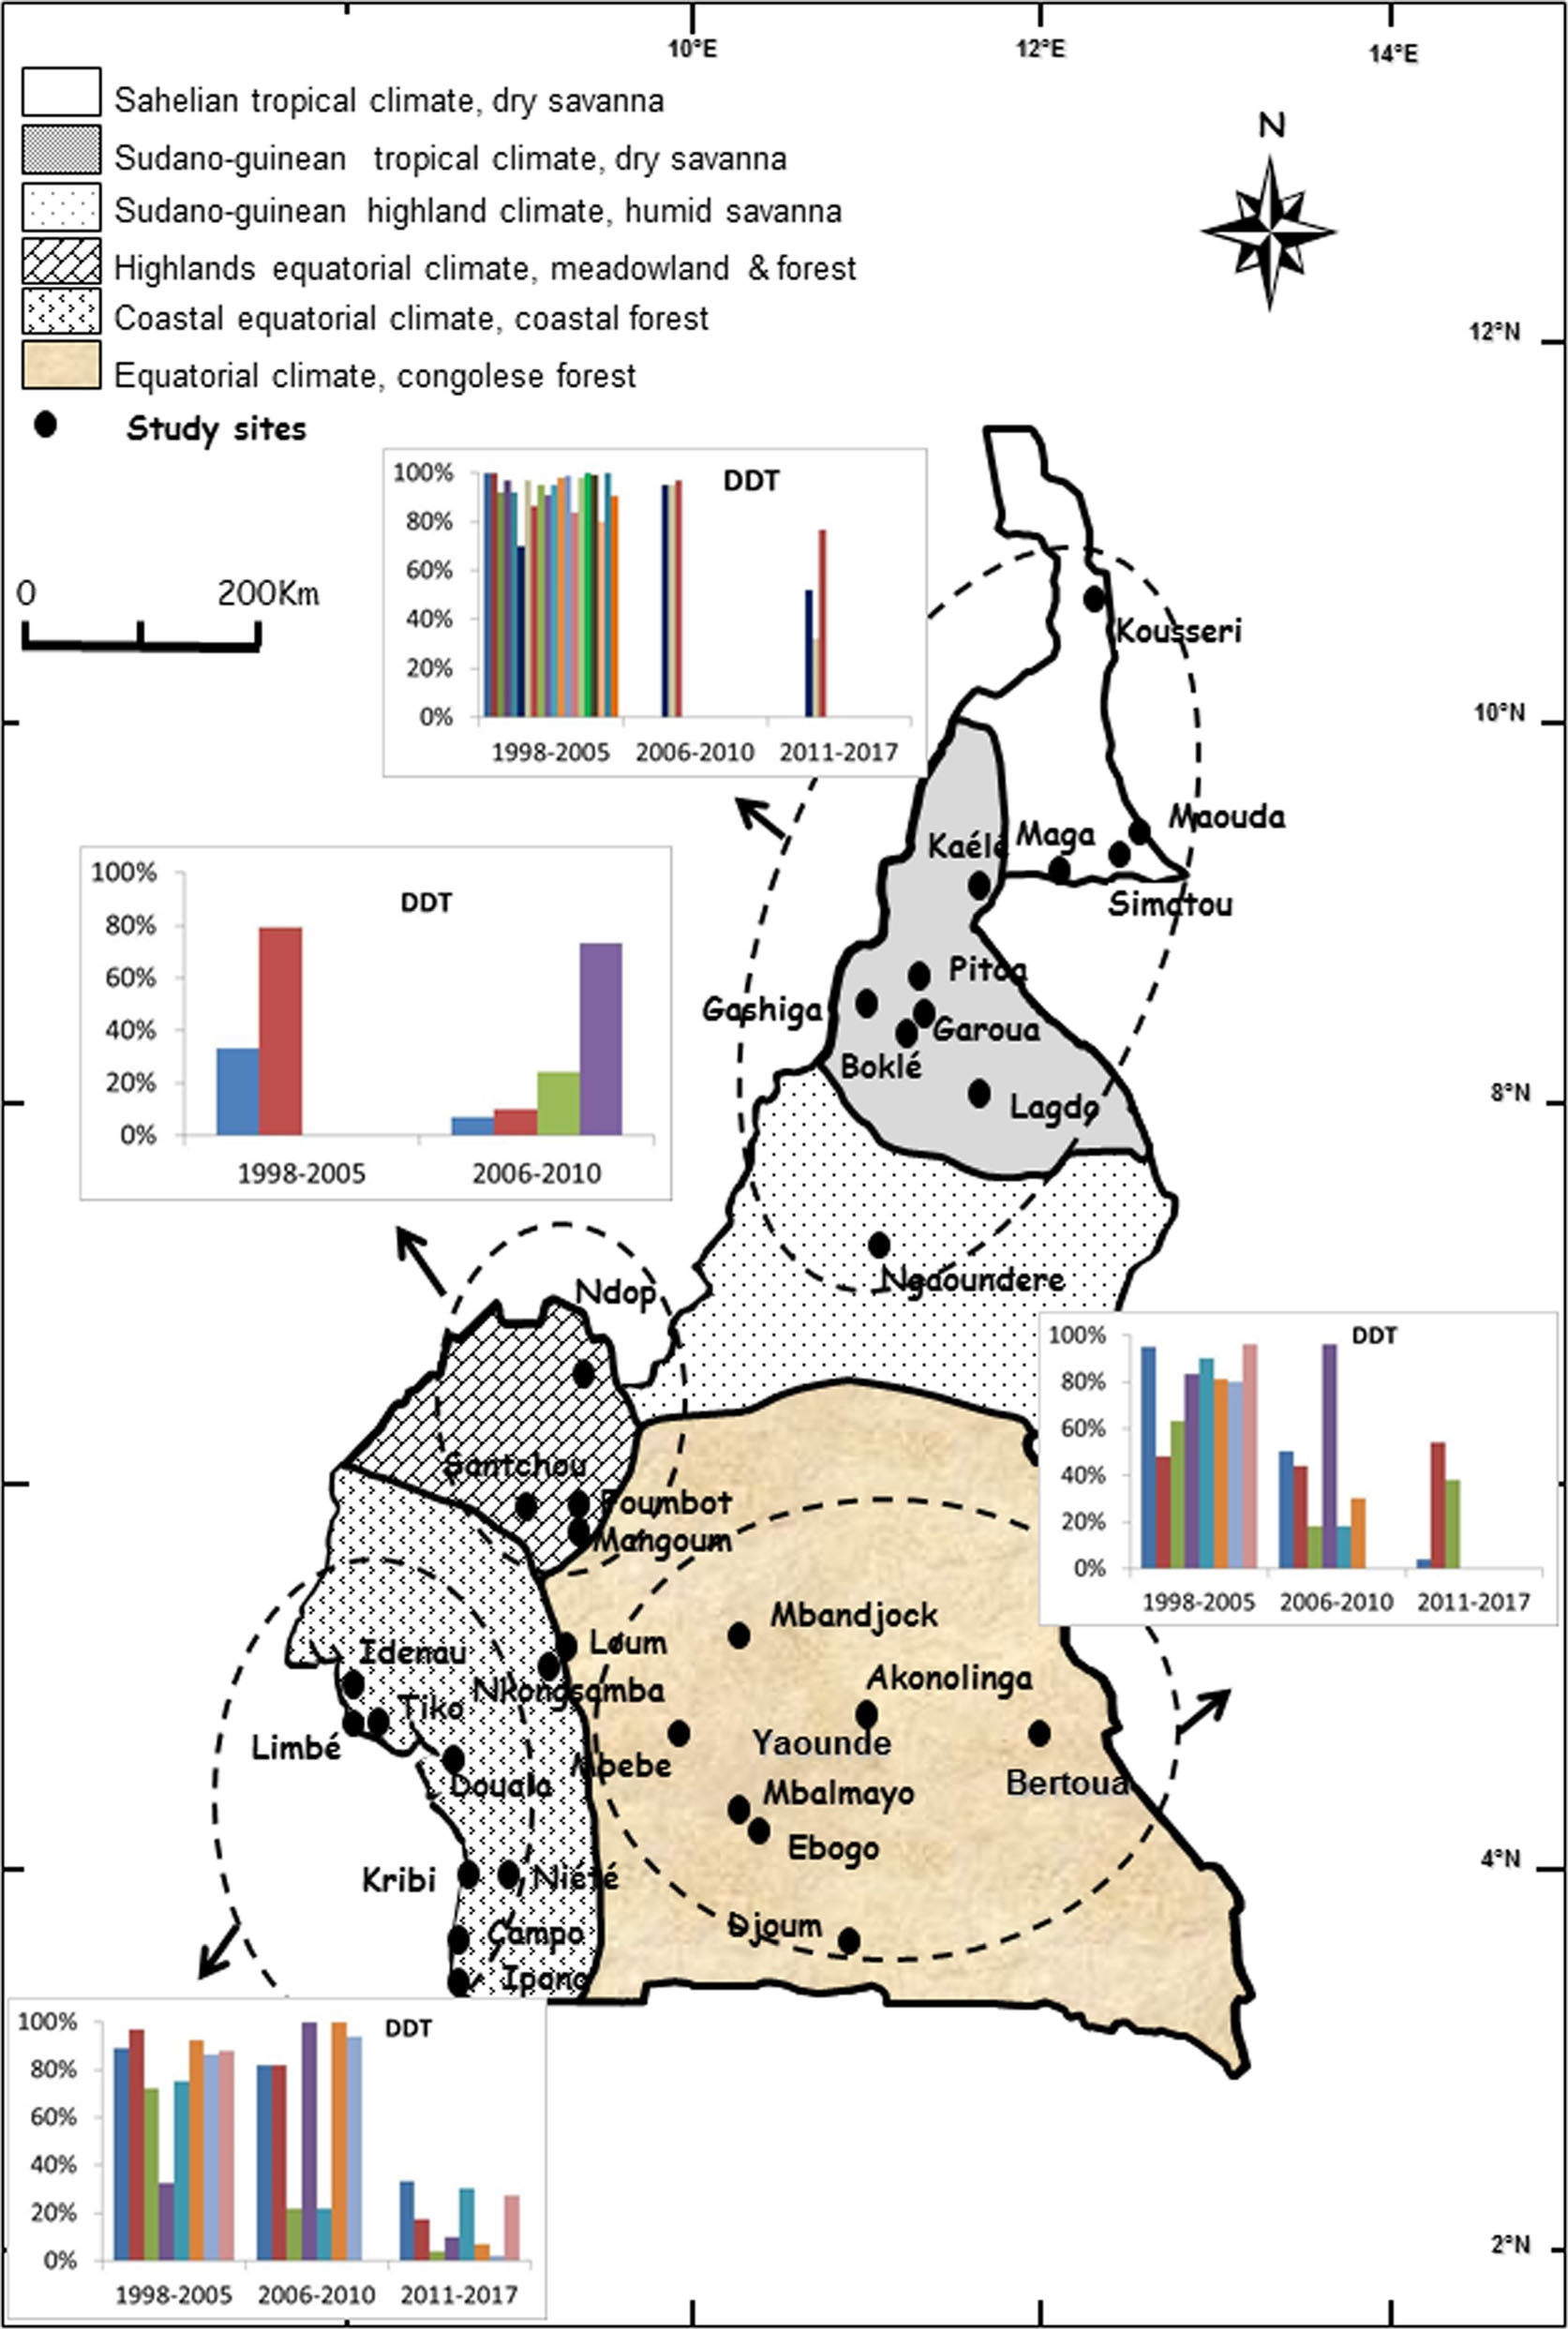 10°E
12°E
14°E
Sahelian tropical climate, dry savanna
Sudano-guinean tropical climate, dry savanna
Sudano-guinean highland climate, humid savanna
Highlands equatorial climate, meadowland & forest
Coastal equatorial climate, coastal forest
Equatorial climate, congolese forest
Study sites
N
12°N
10°N
8°N
4°N
2°N
0
200Km
DDT
100%
80%
60%
40%
20%
0%
1998-2005
2006-2010
2011-2017
DDT
100%
80%
60%
40%
20%
0%
1998-2005
2006-2010
Kousseri
Maouda
Maga
Kaélé
Simatou
Pitoa
Gashiga
Garoua
Boklé
Lagdo
Ngaoundere
Ndop
Santchou
Foumbot
Mangoum
DDT
100%
80%
60%
40%
20%
0%
1998-2005
2006-2010
2011-2017
Mbandjock
Loum
Idenau
Nkongsamba
Akonolinga
Tiko
Limbé
Yaounde
Mbebe
Douala
Bertoua
Mbalmayo
Ebogo
Kribi
Niété
Djoum
Campo
Ipono
DDT
100%
80%
60%
40%
20%
0%
1998-2005
2006-2010
2011-2017